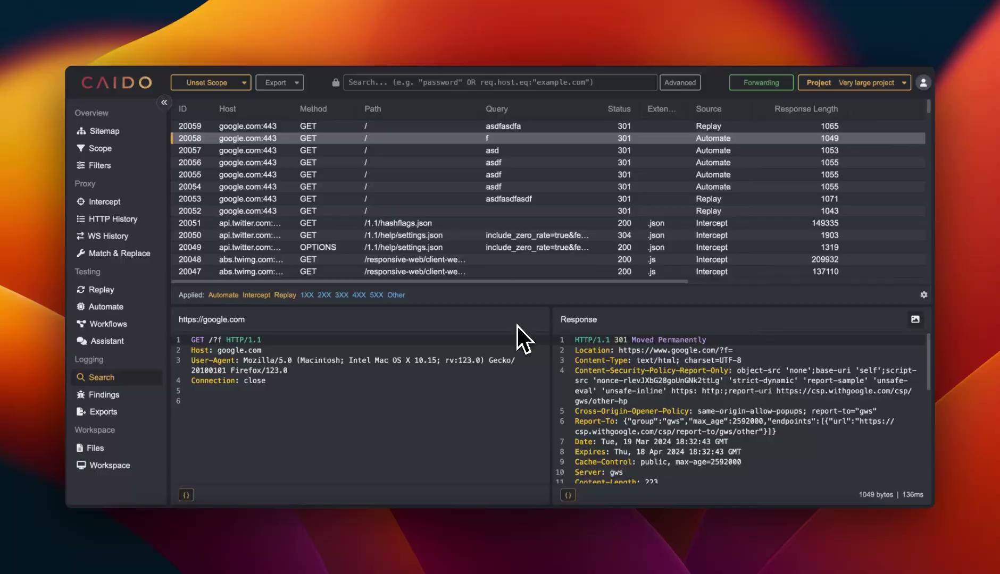 CAIDO
Unset Scope
Export
Search... (e.g. "password" OR req.host.eq:"example.com")
Advanced
Forwarding
Project Very large project
Overview
Sitemap
Scope
Filters
Proxy
Intercept
HTTP History
WS History
Match & Replace
Testing
Replay
Automate
Workflows
Assistant
Logging
Search
Findings
Exports
Workspace
Files
Workspace
ID Host Method Path Query Status Exten... Source Response Length
20059 google.com:443 GET / asdfasdfa 301 Replay 1065
20058 google.com:443 GET / f 301 Automate 1049
20057 google.com:443 GET / asd 301 Automate 1053
20056 google.com:443 GET / asdf 301 Automate 1055
20055 google.com:443 GET / asdf 301 Automate 1055
20054 google.com:443 GET / asdf 301 Automate 1055
20053 google.com:443 GET / asdfasdfasdf 301 Replay 1071
20052 google.com:443 GET / 301 Replay 1043
20051 api.twitter.com:... GET /1.1/hashflags.json 200 .json Intercept 149335
20050 api.twitter.com:... GET /1.1/help/settings.json include_zero_rate=true&fe... 304 .json Intercept 1903
20049 api.twitter.com:... OPTIONS /1.1/help/settings.json include_zero_rate=true&fe... 200 .json Intercept 1319
20048 abs.twimg.com:... GET /responsive-web/client-we... 200 .js Intercept 209932
20047 abs.twimg.com:... GET /responsive-web/client-we... 200 .js Intercept 137110
Applied: Automate Intercept Replay 1XX 2XX 3XX 4XX 5XX Other
https://google.com
1 GET /?f HTTP/1.1
2 Host: google.com
3 User-Agent: Mozilla/5.0 (Macintosh; Intel Mac OS X 10.15; rv:123.0) Gecko/
20100101 Firefox/123.0
4 Connection: close
5
6
{}
Response
1 HTTP/1.1 301 Moved Permanently
2 Location: https://www.google.com/?f=
3 Content-Type: text/html; charset=UTF-8
4 Content-Security-Policy-Report-Only: object-src 'none';base-uri 'self';script-
src 'nonce-rlevJXbG28goUnGNk2ttLg' 'strict-dynamic' 'report-sample' 'unsafe-
eval' 'unsafe-inline' https: http:;report-uri https://csp.withgoogle.com/csp/
gws/other-hp
5 Cross-Origin-Opener-Policy: same-origin-allow-popups; report-to="gws"
6 Report-To: {"group":"gws","max_age":2592000,"endpoints":[{"url":"https://
csp.withgoogle.com/csp/report-to/gws/other"}]}
7 Date: Tue, 19 Mar 2024 18:32:43 GMT
8 Expires: Thu, 18 Apr 2024 18:32:43 GMT
9 Cache-Control: public, max-age=2592000
10 Server: gws
11 Content-Length: 223
{}
1049 bytes | 136ms